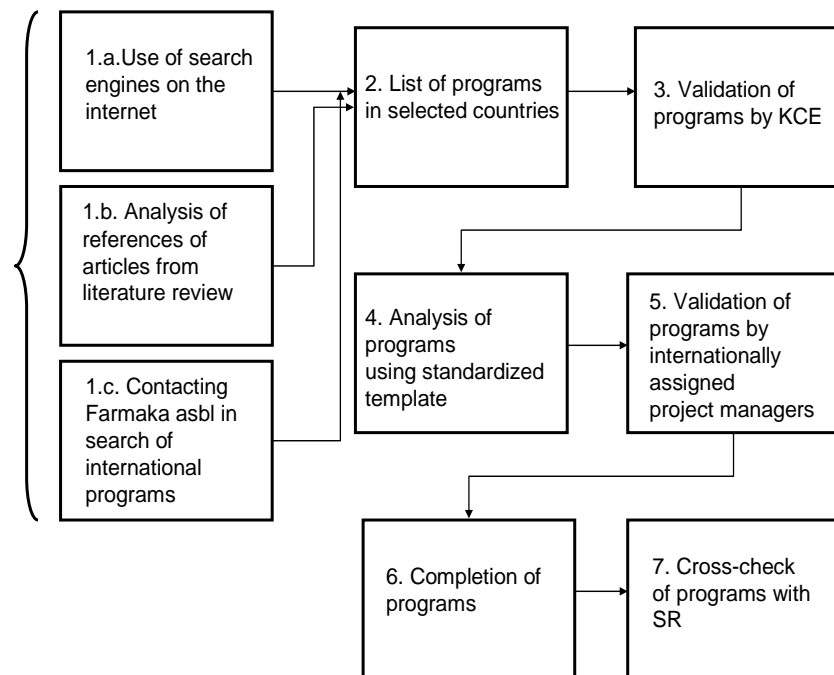 1.a.Use of search
engines on the
internet
1.b. Analysis of
references of
articles from
literature review
1.c. Contacting
Farmaka asbl in
search of
international
programs
2. List of programs
in selected countries
3. Validation of
programs by KCE
4. Analysis of
programs
using standardized
template
5. Validation of
programs by
internationally
assigned
project managers
6. Completion of
programs
7. Cross-check
of programs with
SR